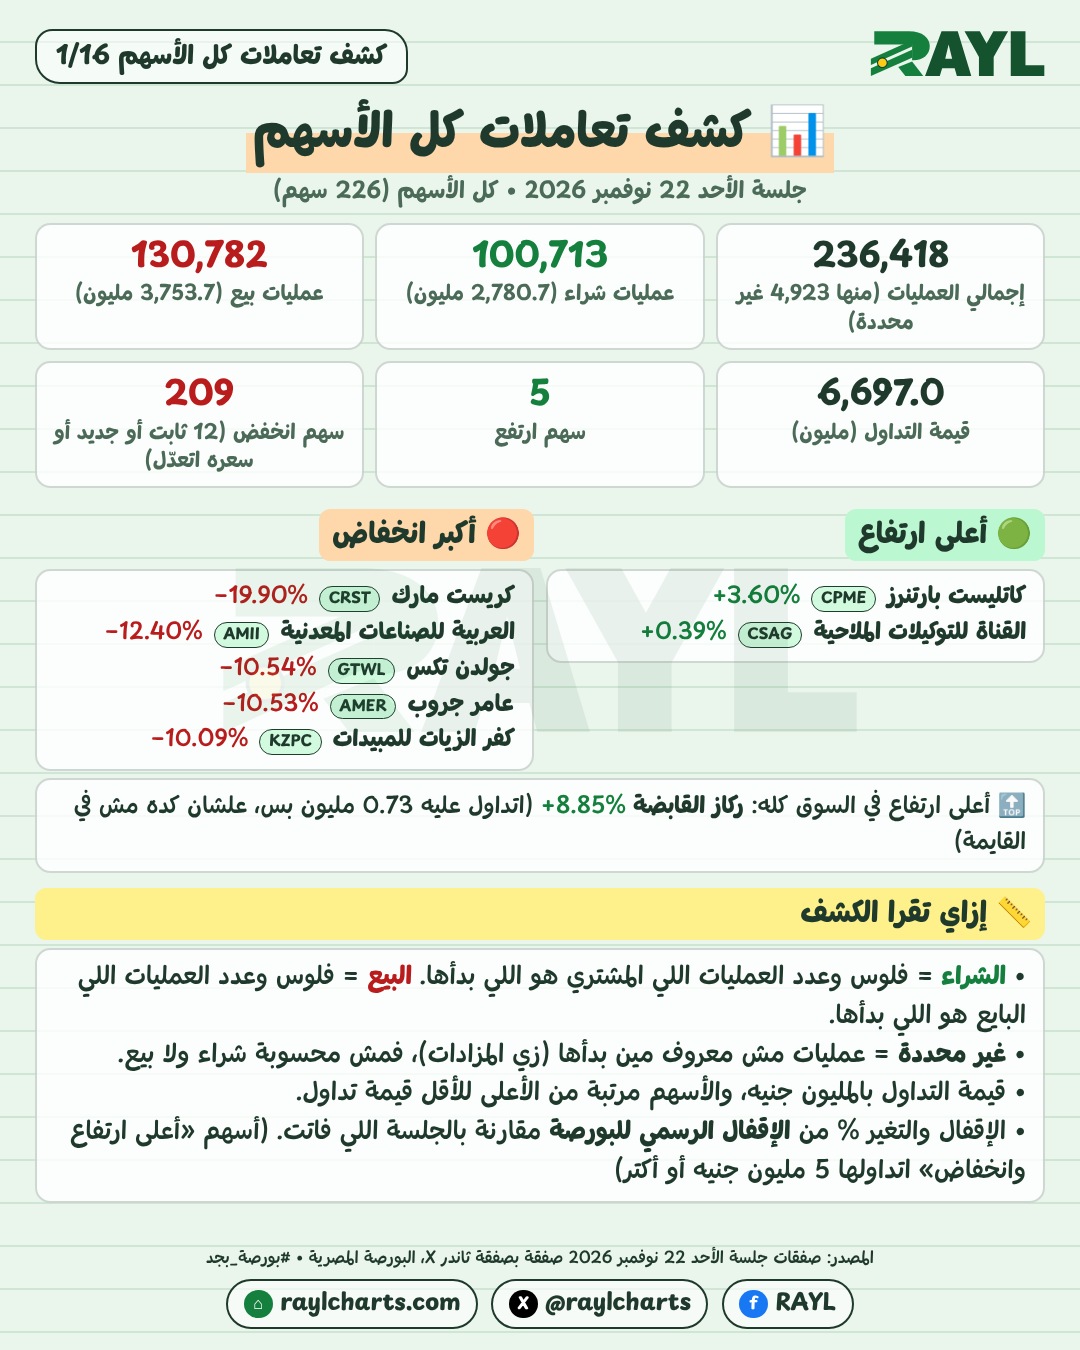 RAYL
كشف تعاملات كل الأسهم 1/16
📊 كشف تعاملات كل الأسهم
جلسة الأحد 22 نوفمبر 2026 • كل الأسهم (226 سهم)
236,418
إجمالي العمليات (منها 4,923 غير
محددة)
100,713
عمليات شراء (2,780.7 مليون)
130,782
عمليات بيع (3,753.7 مليون)
6,697.0
قيمة التداول (مليون)
5
سهم ارتفع
209
سهم انخفض (12 ثابت أو جديد أو
سعره اتعدّل)
🟢 أعلى ارتفاع
كاتليست بارتنرز CPME +3.60%
القناة للتوكيلات الملاحية CSAG +0.39%
🔴 أكبر انخفاض
كريست مارك CRST −19.90%
العربية للصناعات المعدنية AMII −12.40%
جولدن تكس GTWL −10.54%
عامر جروب AMER −10.53%
كفر الزيات للمبيدات KZPC −10.09%
RAYL
🔝 أعلى ارتفاع في السوق كله: ركاز القابضة +8.85% (اتداول عليه 0.73 مليون بس، علشان كده مش في
القايمة)
📏 إزاي تقرا الكشف
• الشراء = فلوس وعدد العمليات اللي المشتري هو اللي بدأها. البيع = فلوس وعدد العمليات اللي
البايع هو اللي بدأها.
• غير محددة = عمليات مش معروف مين بدأها (زي المزادات)، فمش محسوبة شراء ولا بيع.
• قيمة التداول بالمليون جنيه، والأسهم مرتبة من الأعلى للأقل قيمة تداول.
• الإقفال والتغير % من الإقفال الرسمي للبورصة مقارنة بالجلسة اللي فاتت. (أسهم «أعلى ارتفاع
وانخفاض» اتداولها 5 مليون جنيه أو أكتر)
المصدر: صفقات جلسة الأحد 22 نوفمبر 2026 صفقة بصفقة ثاندر X، البورصة المصرية • #بورصة_بجد
RAYL
@raylcharts
raylcharts.com